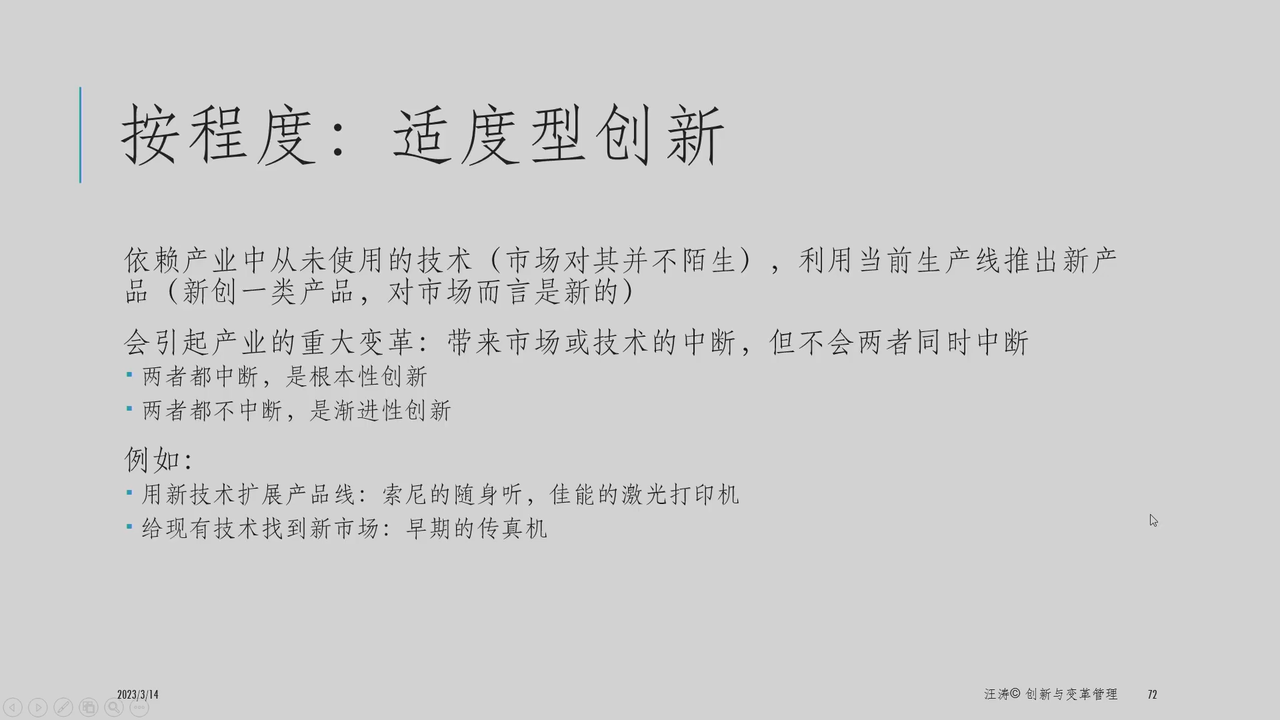 按程度：适度型创新
依赖产业中从未使用的技术（市场对其并不陌生），利用当前生产线推出新产
品（新创一类产品，对市场而言是新的）
会引起产业的重大变革：带来市场或技术的中断，但不会两者同时中断
▪ 两者都中断，是根本性创新
▪ 两者都不中断，是渐进性创新
例如：
▪ 用新技术扩展产品线：索尼的随身听，佳能的激光打印机
▪ 给现有技术找到新市场：早期的传真机
2023/3/14 汪涛© 创新与变革管理 72